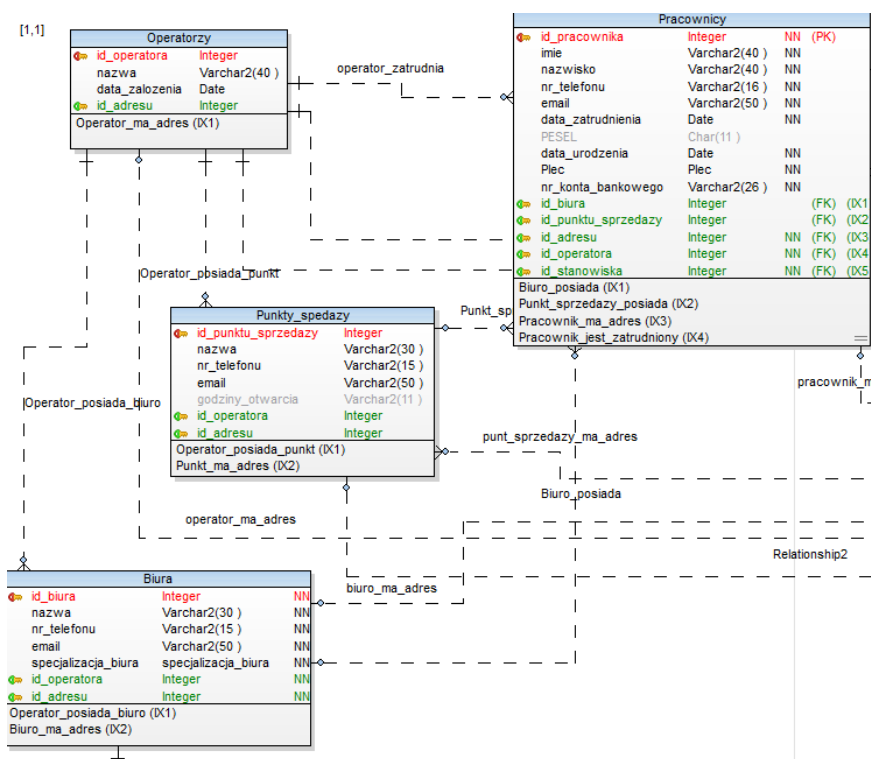 [1,1]
Operatorzy
id_operatora Integer
nazwa Varchar2(40 )
data_zalozenia Date
id_adresu Integer
Operator_ma_adres (IX1)
operator_zatrudnia
Pracownicy
id_pracownika Integer NN (PK)
imie Varchar2(40 ) NN
nazwisko Varchar2(40 ) NN
nr_telefonu Varchar2(16 ) NN
email Varchar2(50 ) NN
data_zatrudnienia Date NN
PESEL Char(11 )
data_urodzenia Date NN
Plec Plec NN
nr_konta_bankowego Varchar2(26 ) NN
id_biura Integer (FK) (IX1
id_punktu_sprzedazy Integer (FK) (IX2
id_adresu Integer NN (FK) (IX3
id_operatora Integer NN (FK) (IX4
id_stanowiska Integer NN (FK) (IX5
Biuro_posiada (IX1)
Punkt_sprzedazy_posiada (IX2)
Pracownik_ma_adres (IX3)
Pracownik_jest_zatrudniony (IX4)
Operator_posiada_punkt
Punkty_spedazy
id_punktu_sprzedazy Integer
nazwa Varchar2(30 )
nr_telefonu Varchar2(15 )
email Varchar2(50 )
godziny_otwarcia Varchar2(11 )
id_operatora Integer
id_adresu Integer
Operator_posiada_punkt (IX1)
Punkt_ma_adres (IX2)
Punkt_sp
pracownik_m
Operator_posiada_biuro
punt_sprzedazy_ma_adres
Biuro_posiada
operator_ma_adres
Relationship2
biuro_ma_adres
Biura
id_biura Integer NN
nazwa Varchar2(30 ) NN
nr_telefonu Varchar2(15 ) NN
email Varchar2(50 ) NN
specjalizacja_biura specjalizacja_biura NN
id_operatora Integer NN
id_adresu Integer NN
Operator_posiada_biuro (IX1)
Biuro_ma_adres (IX2)